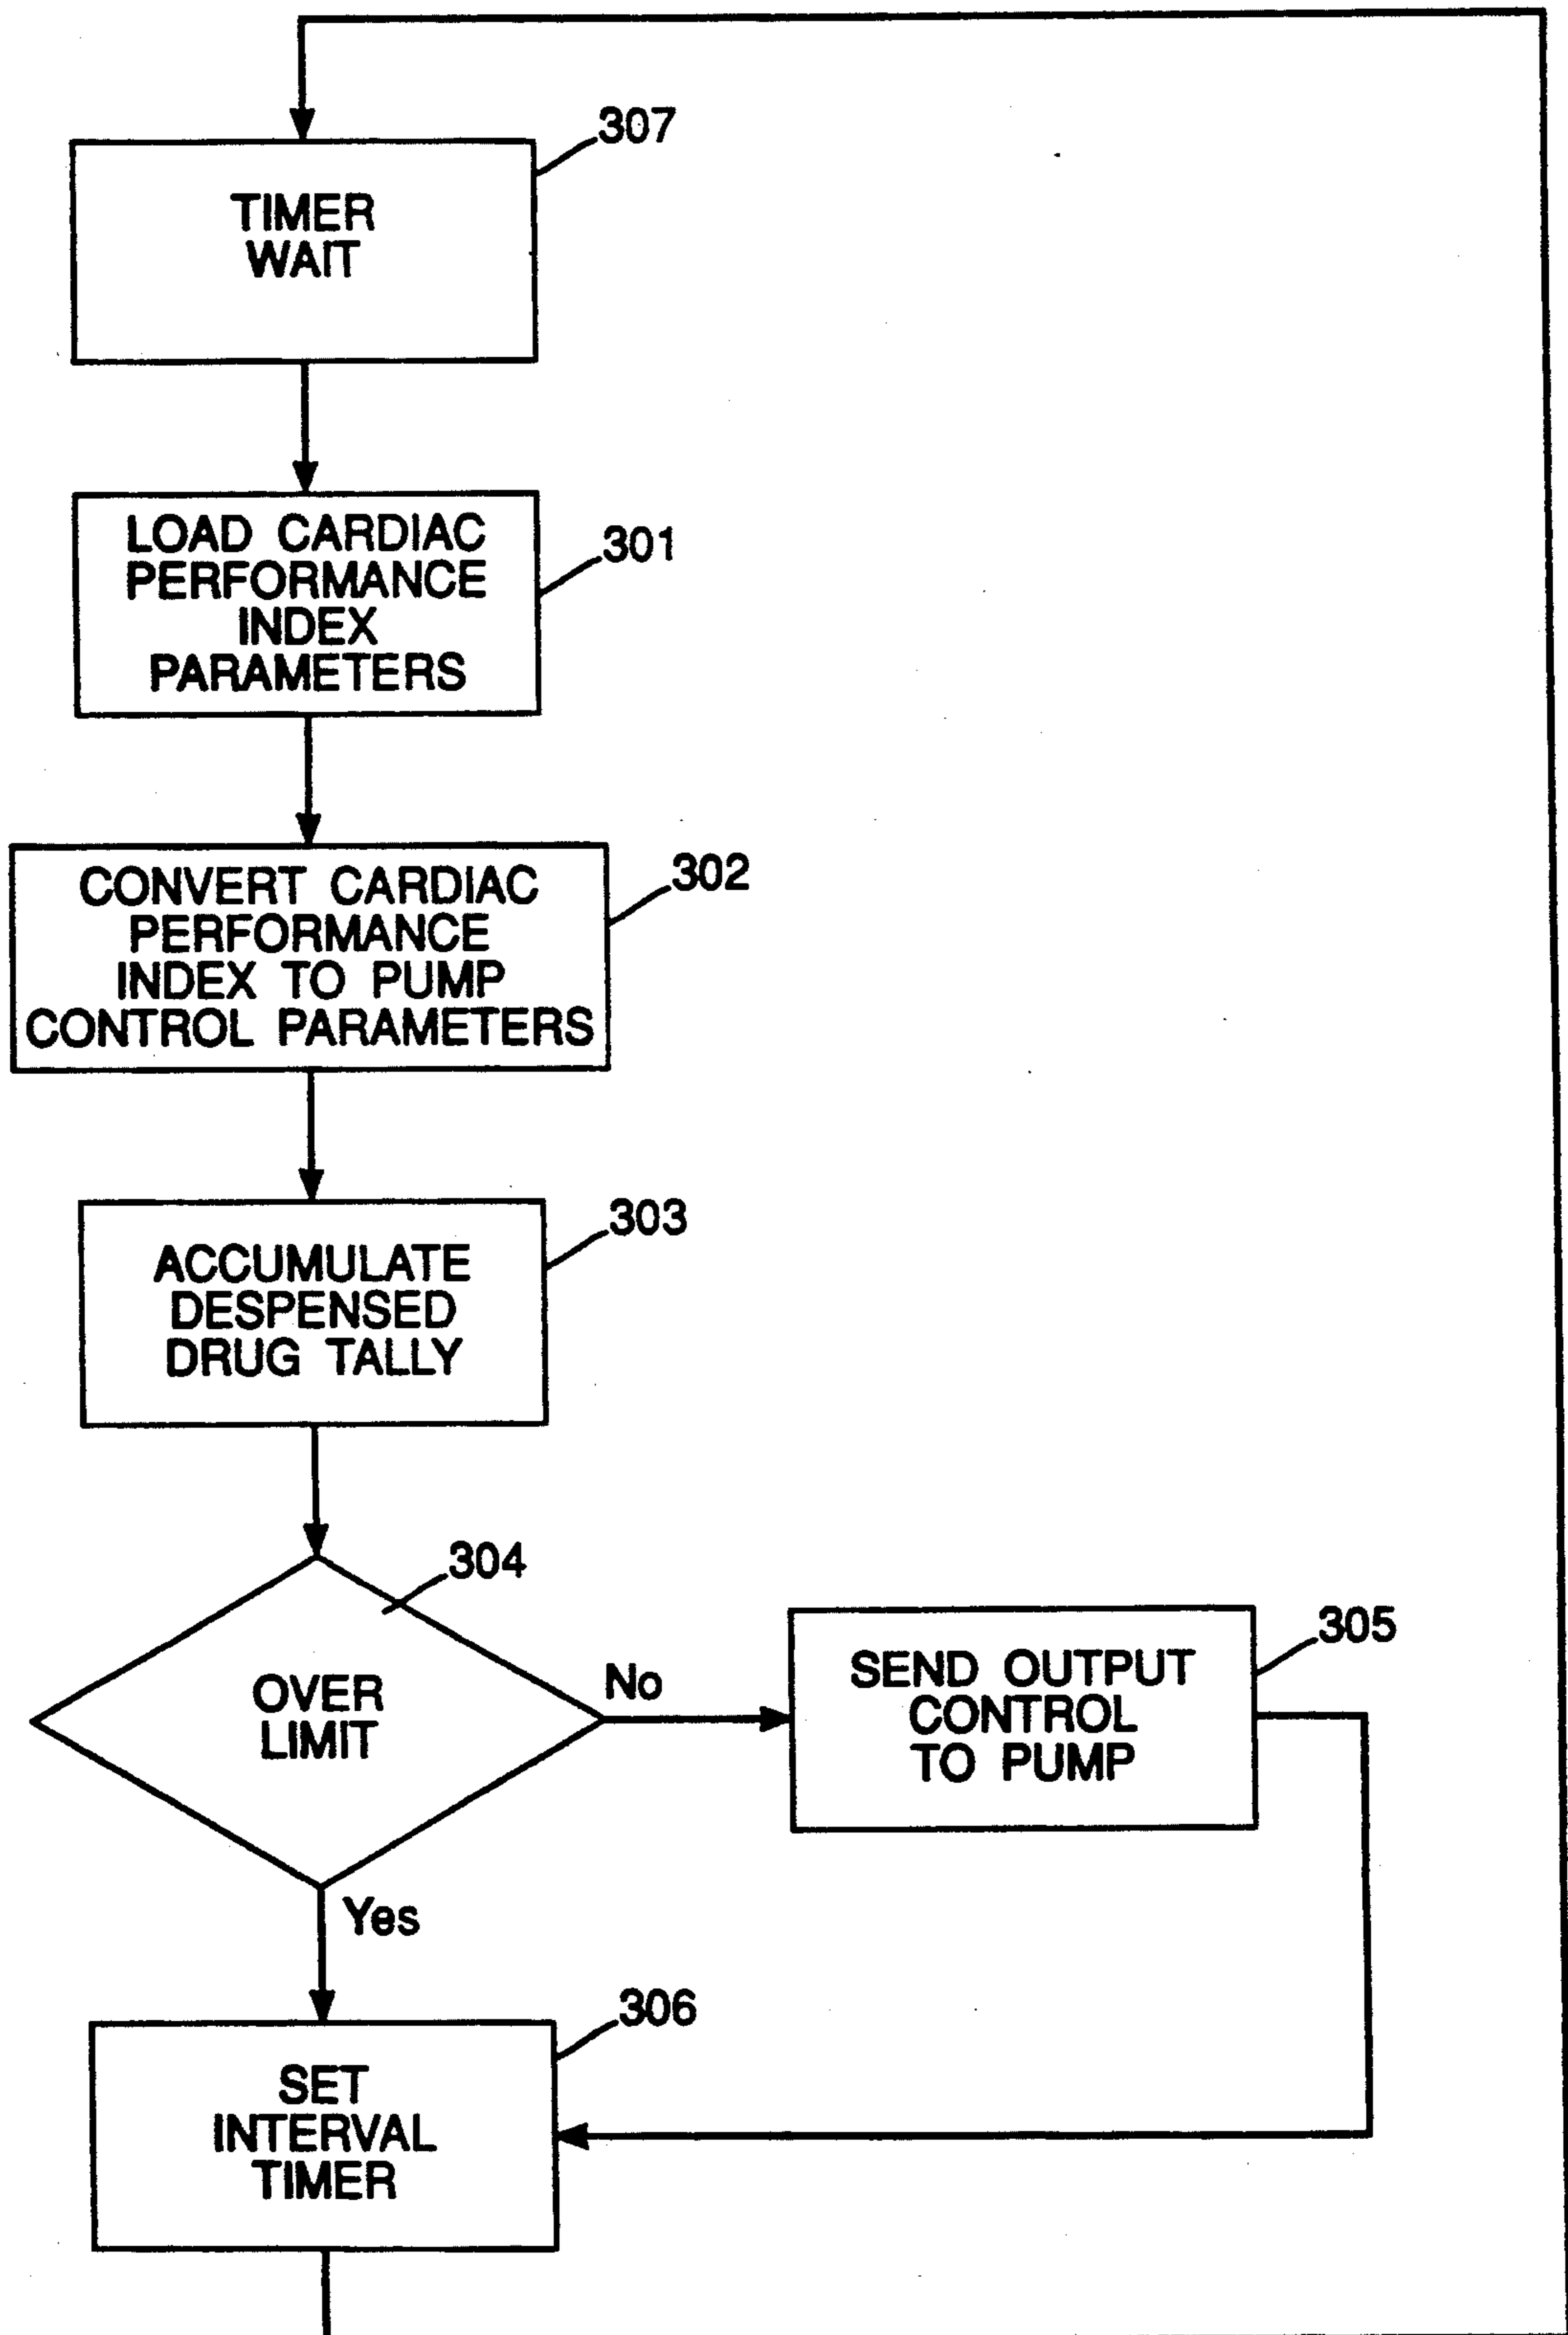 307
TIMER
WAIT
301
LOAD CARDIAC
PERFORMANCE
INDEX
PARAMETERS
302
CONVERT CARDIAC
PERFORMANCE
INDEX TO PUMP
CONTROL PARAMETERS
303
ACCUMULATE
DESPENSED
DRUG TALLY
304
OVER
LIMIT
No
305
SEND OUTPUT
CONTROL
TO PUMP
Yes
306
SET
INTERVAL
TIMER